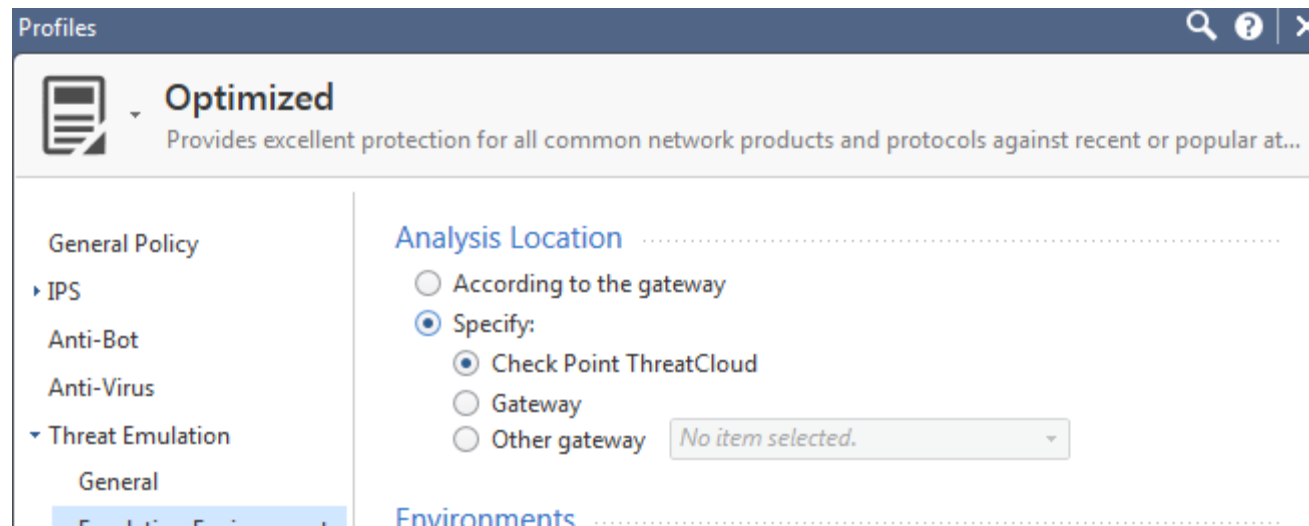 Profiles
Optimized
Provides excellent protection for all common network products and protocols against recent or popular at...
General Policy
IPS
Anti-Bot
Anti-Virus
Threat Emulation
General
Analysis Location
According to the gateway
Specify:
Check Point ThreatCloud
Gateway
Other gateway No item selected.
Environments